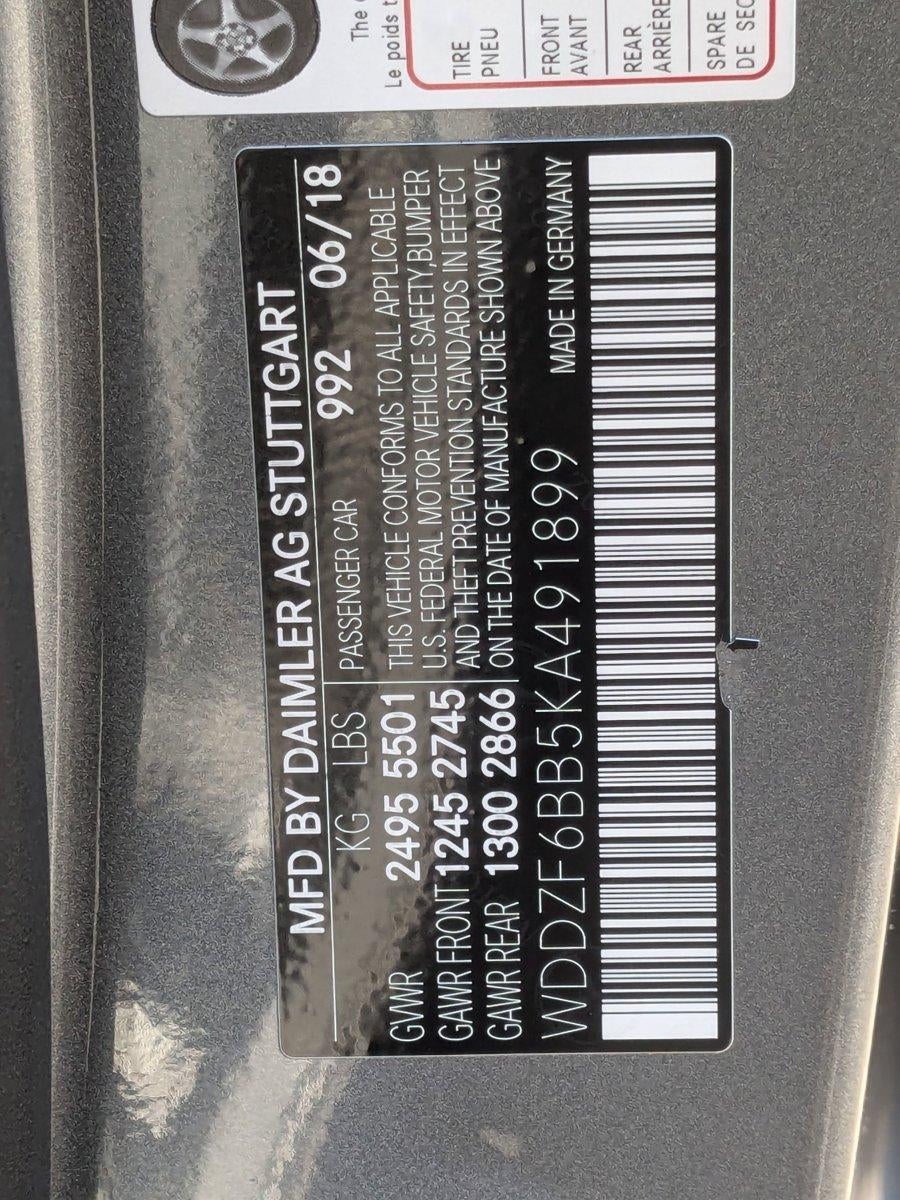 MFD BY DAIMLER AG STUTTGART
KG LBS PASSENGER CAR 992 06/18
GVWR 2495 5501 THIS VEHICLE CONFORMS TO ALL APPLICABLE
U.S. FEDERAL MOTOR VEHICLE SAFETY,BUMPER
GAWR FRONT 1245 2745 AND THEFT PREVENTION STANDARDS IN EFFECT
GAWR REAR 1300 2866 ON THE DATE OF MANUFACTURE SHOWN ABOVE
WDDZF6BB5KA491899 MADE IN GERMANY
The
Le poids
TIRE
PNEU
FRONT
AVANT
REAR
ARRIÈRE
SPARE
DE